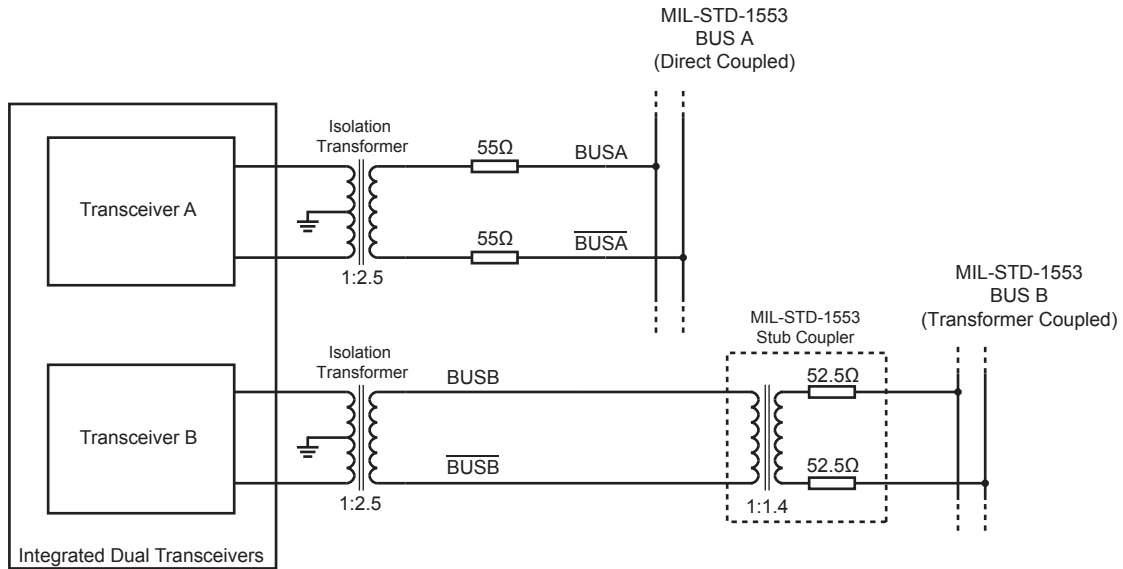 MIL-STD-1553
BUS A
(Direct Coupled)
Isolation
Transformer
55Ω
BUSA
Transceiver A
55Ω
B̅U̅S̅A̅
1:2.5
MIL-STD-1553
BUS B
(Transformer Coupled)
MIL-STD-1553
Stub Coupler
Isolation
Transformer
BUSB
52.5Ω
Transceiver B
B̅U̅S̅B̅
52.5Ω
1:2.5
1:1.4
Integrated Dual Transceivers